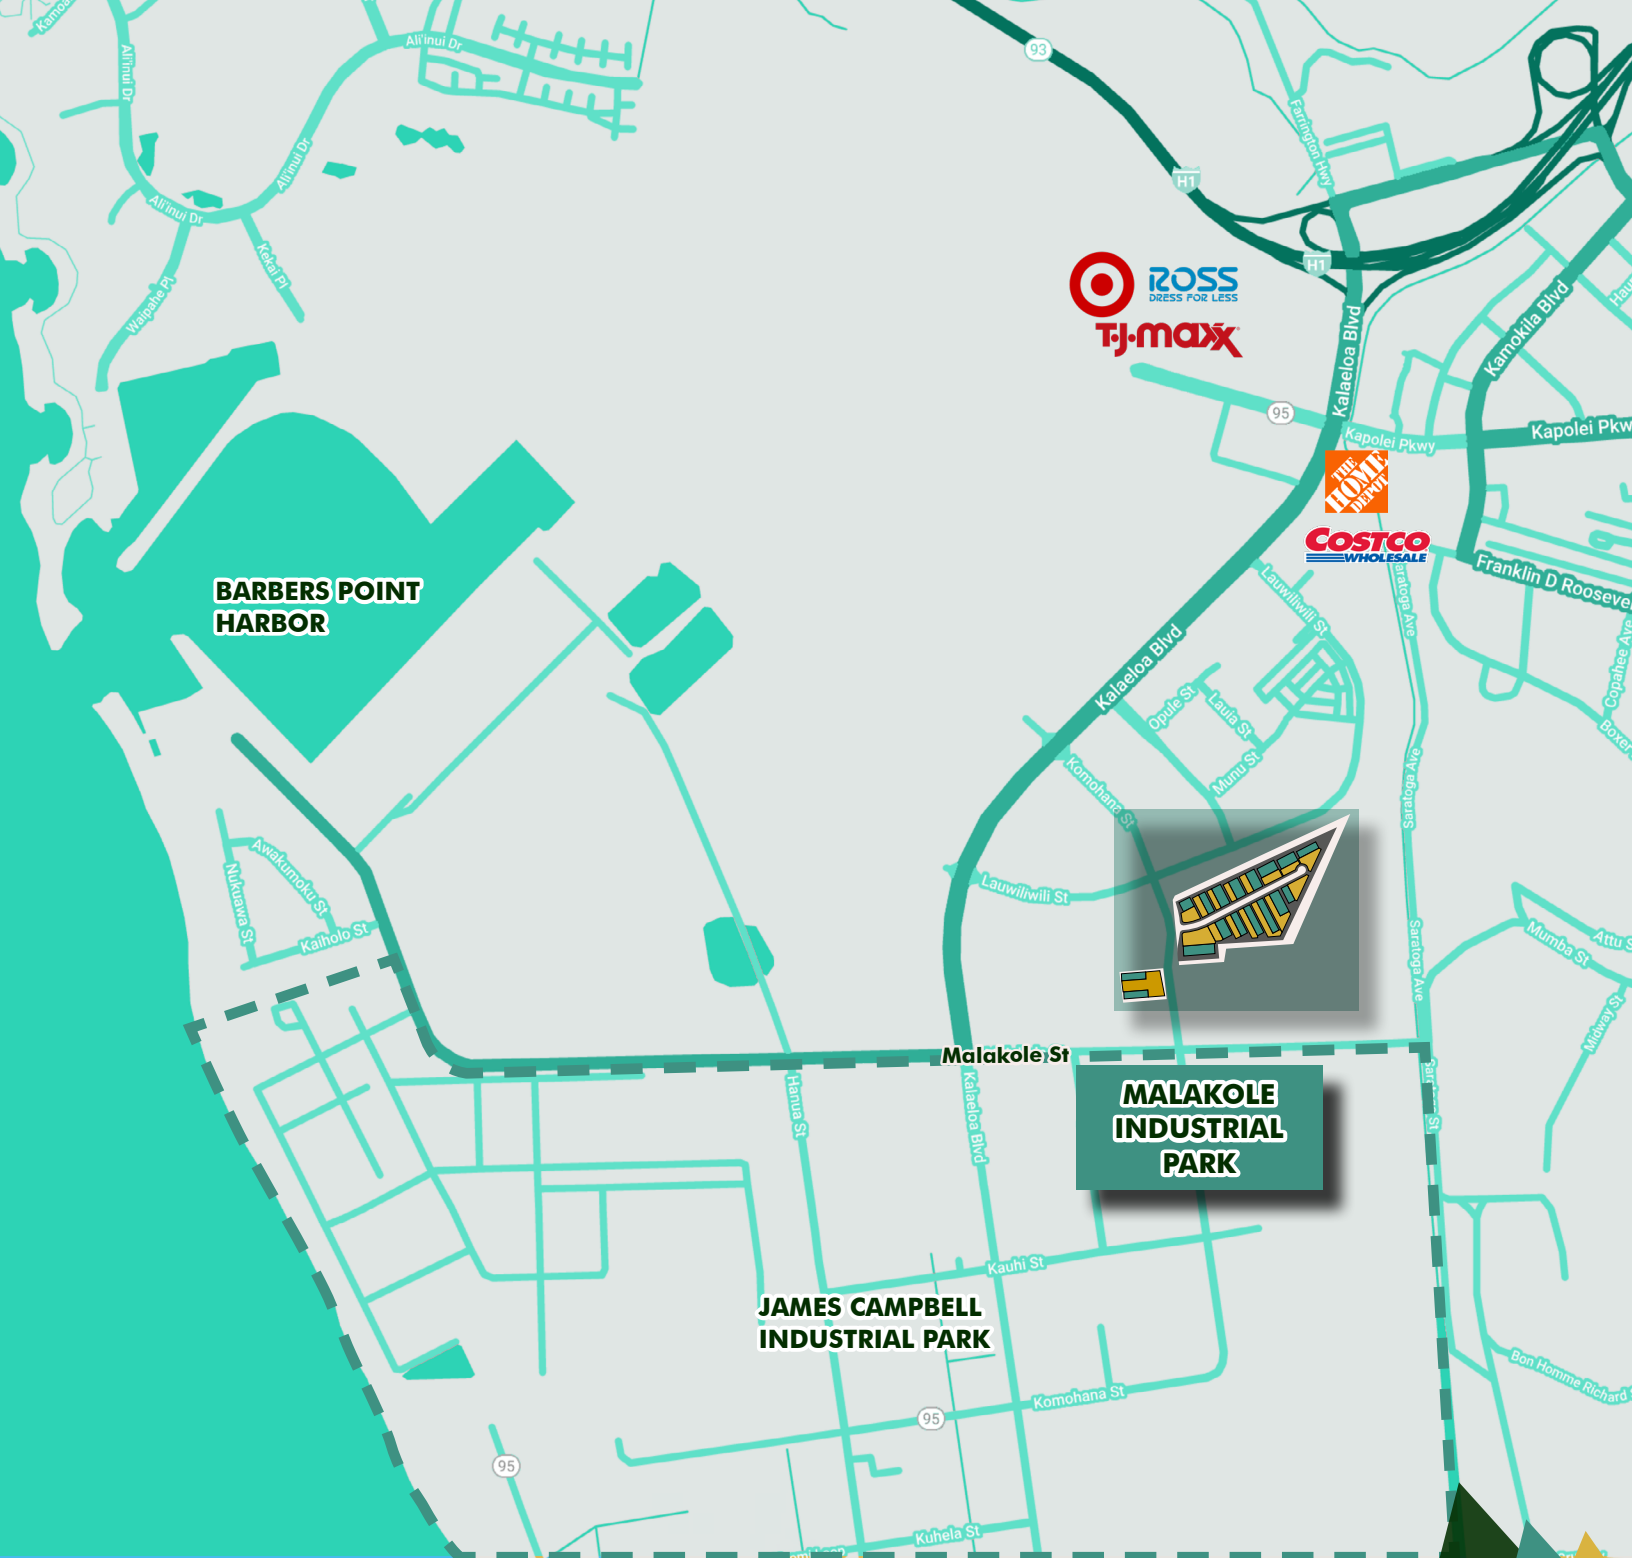 Ali'inui Dr
Ali'inui Dr
Ali'inui Dr
Ali'inui Dr
Kekai Pl
Waipahe Pl
93
H1
Farrington Hwy
H1
ROSS
DRESS FOR LESS
T·J·maxx
Kalaeloa Blvd
Kamokila Blvd
95
Kapolei Pkwy
Kapolei Pkw
THE
HOME
DEPOT
COSTCO
WHOLESALE
Franklin D Roosevel
Saratoga Ave
Lauwiliwili St
BARBERS POINT
HARBOR
Kalaeloa Blvd
Opule St
Lauia St
Munu St
Copahee Ave
Boxer
Komohana St
Saratoga Ave
Nukuawa St
Awakumoku St
Kaiholo St
Lauwiliwili St
Saratoga Ave
Mumba St
Attu S
Midway St
Malakole St
Hanua St
Kalaeloa Blvd
MALAKOLE
INDUSTRIAL
PARK
Kauhi St
JAMES CAMPBELL
INDUSTRIAL PARK
Komohana St
95
95
Bon Homme Richard
Kuhela St